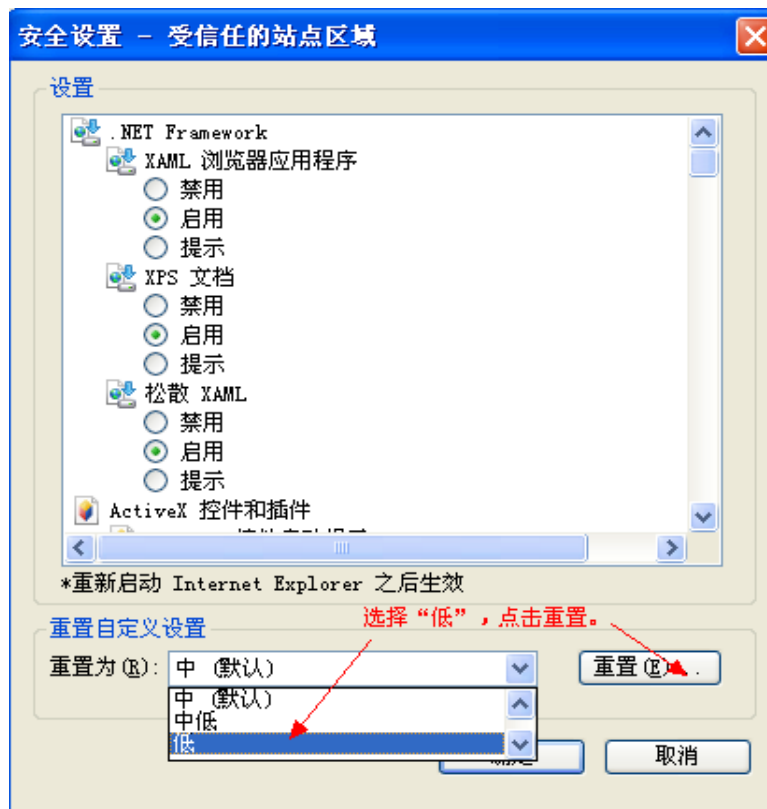 安全设置 - 受信任的站点区域
设置
.NET Framework
XAML 浏览器应用程序
禁用
启用
提示
XPS 文档
禁用
启用
提示
松散 XAML
禁用
启用
提示
ActiveX 控件和插件
*重新启动 Internet Explorer 之后生效
选择“低”，点击重置。
重置自定义设置
重置为(R): 中 (默认) 重置(E)
中 (默认)
中低
低
取消